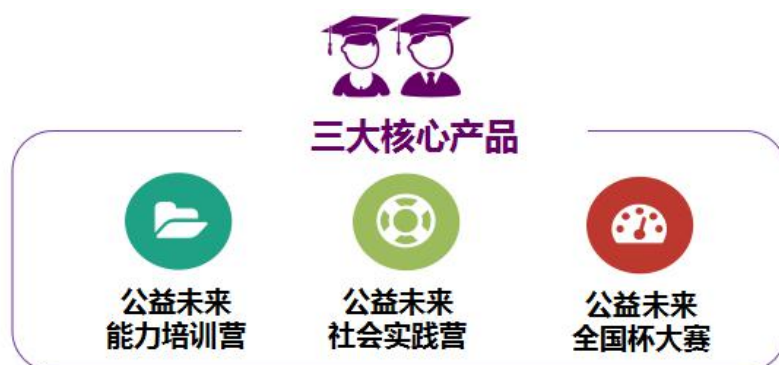 三大核心产品
公益未来
能力培训营
公益未来
社会实践营
公益未来
全国杯大赛